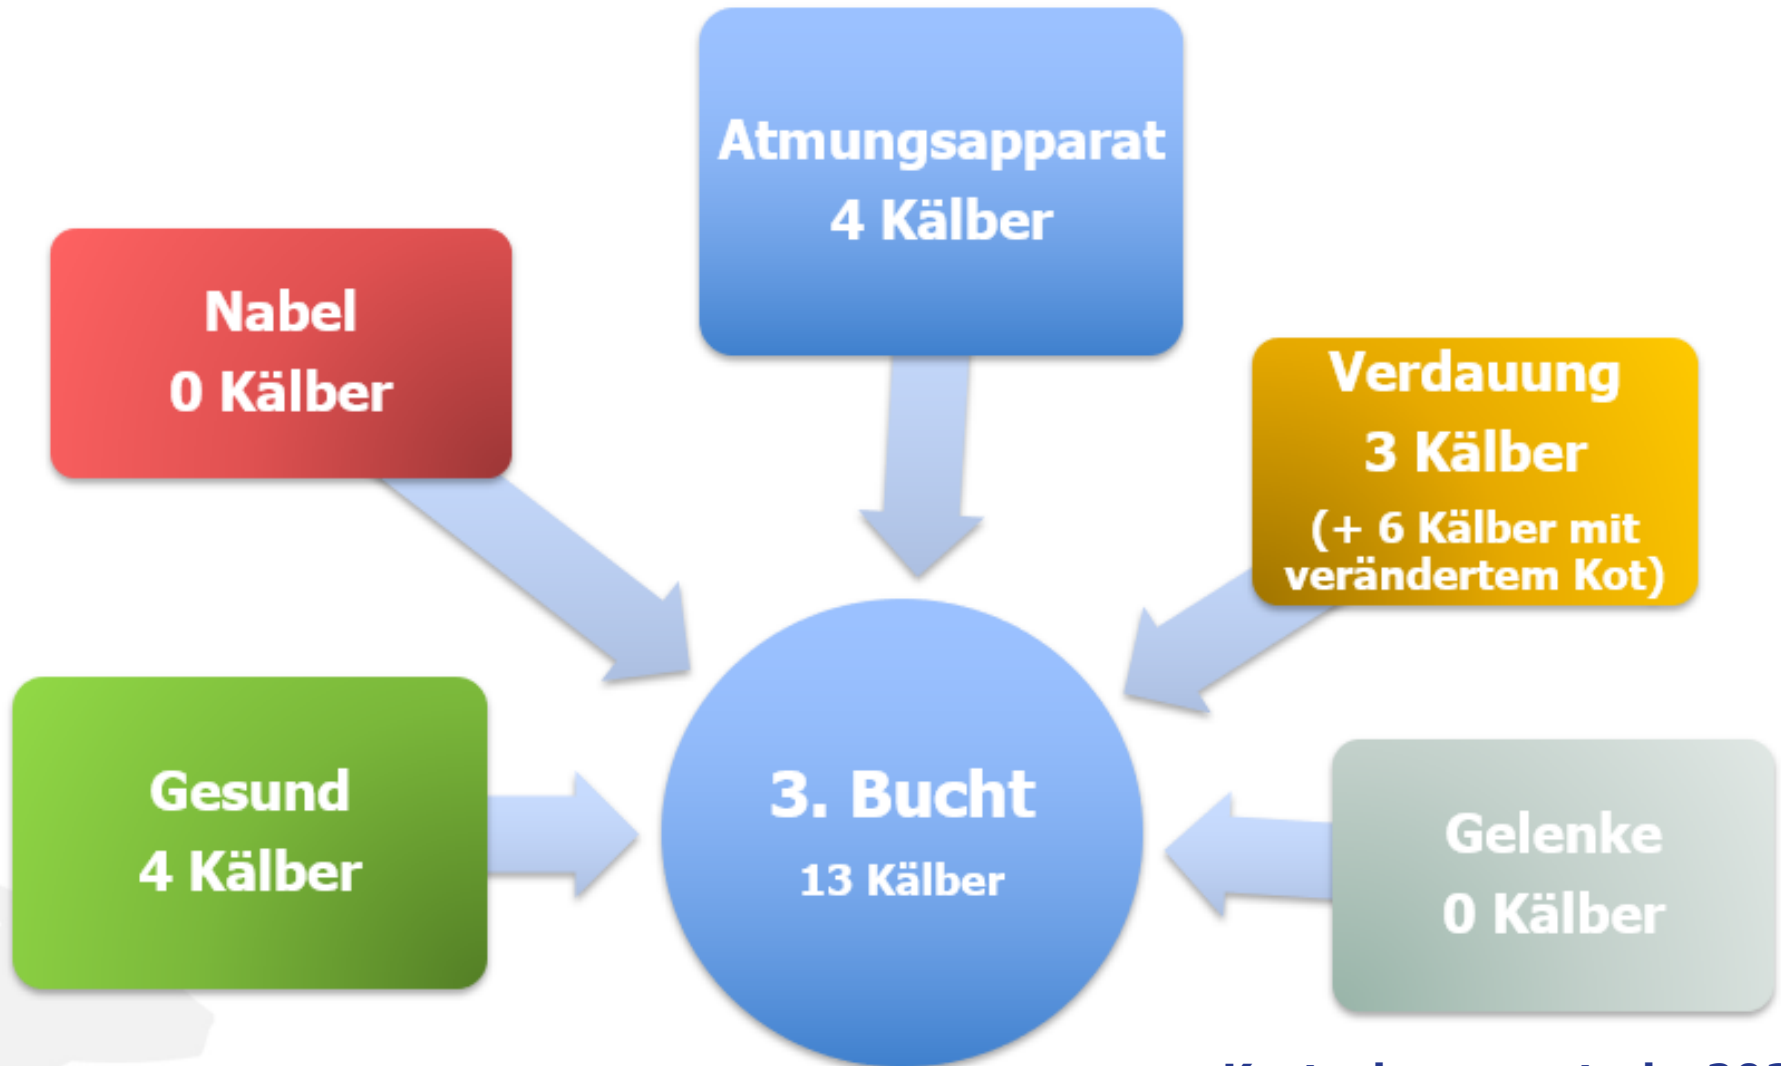 Atmungsapparat
4 Kälber
Nabel
0 Kälber
Verdauung
3 Kälber
(+ 6 Kälber mit
verändertem Kot)
Gesund
4 Kälber
3. Bucht
13 Kälber
Gelenke
0 Kälber